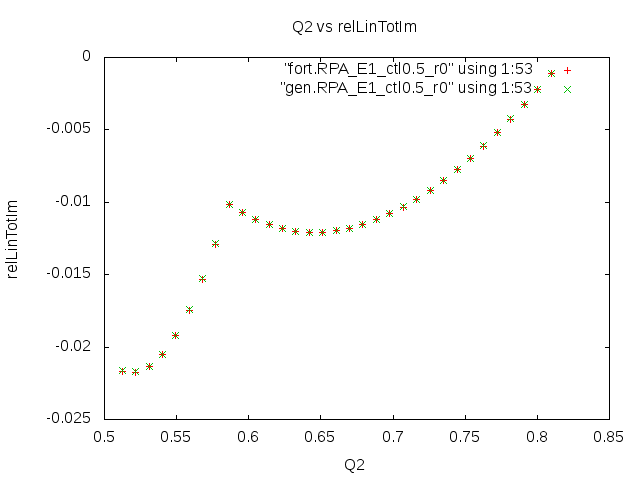 Q2 vs relLinTotIm
"fort.RPA_E1_ctl0.5_r0" using 1:53
"gen.RPA_E1_ctl0.5_r0" using 1:53
0
-0.005
-0.01
-0.015
-0.02
-0.025
relLinTotIm
0.5 0.55 0.6 0.65 0.7 0.75 0.8 0.85
Q2